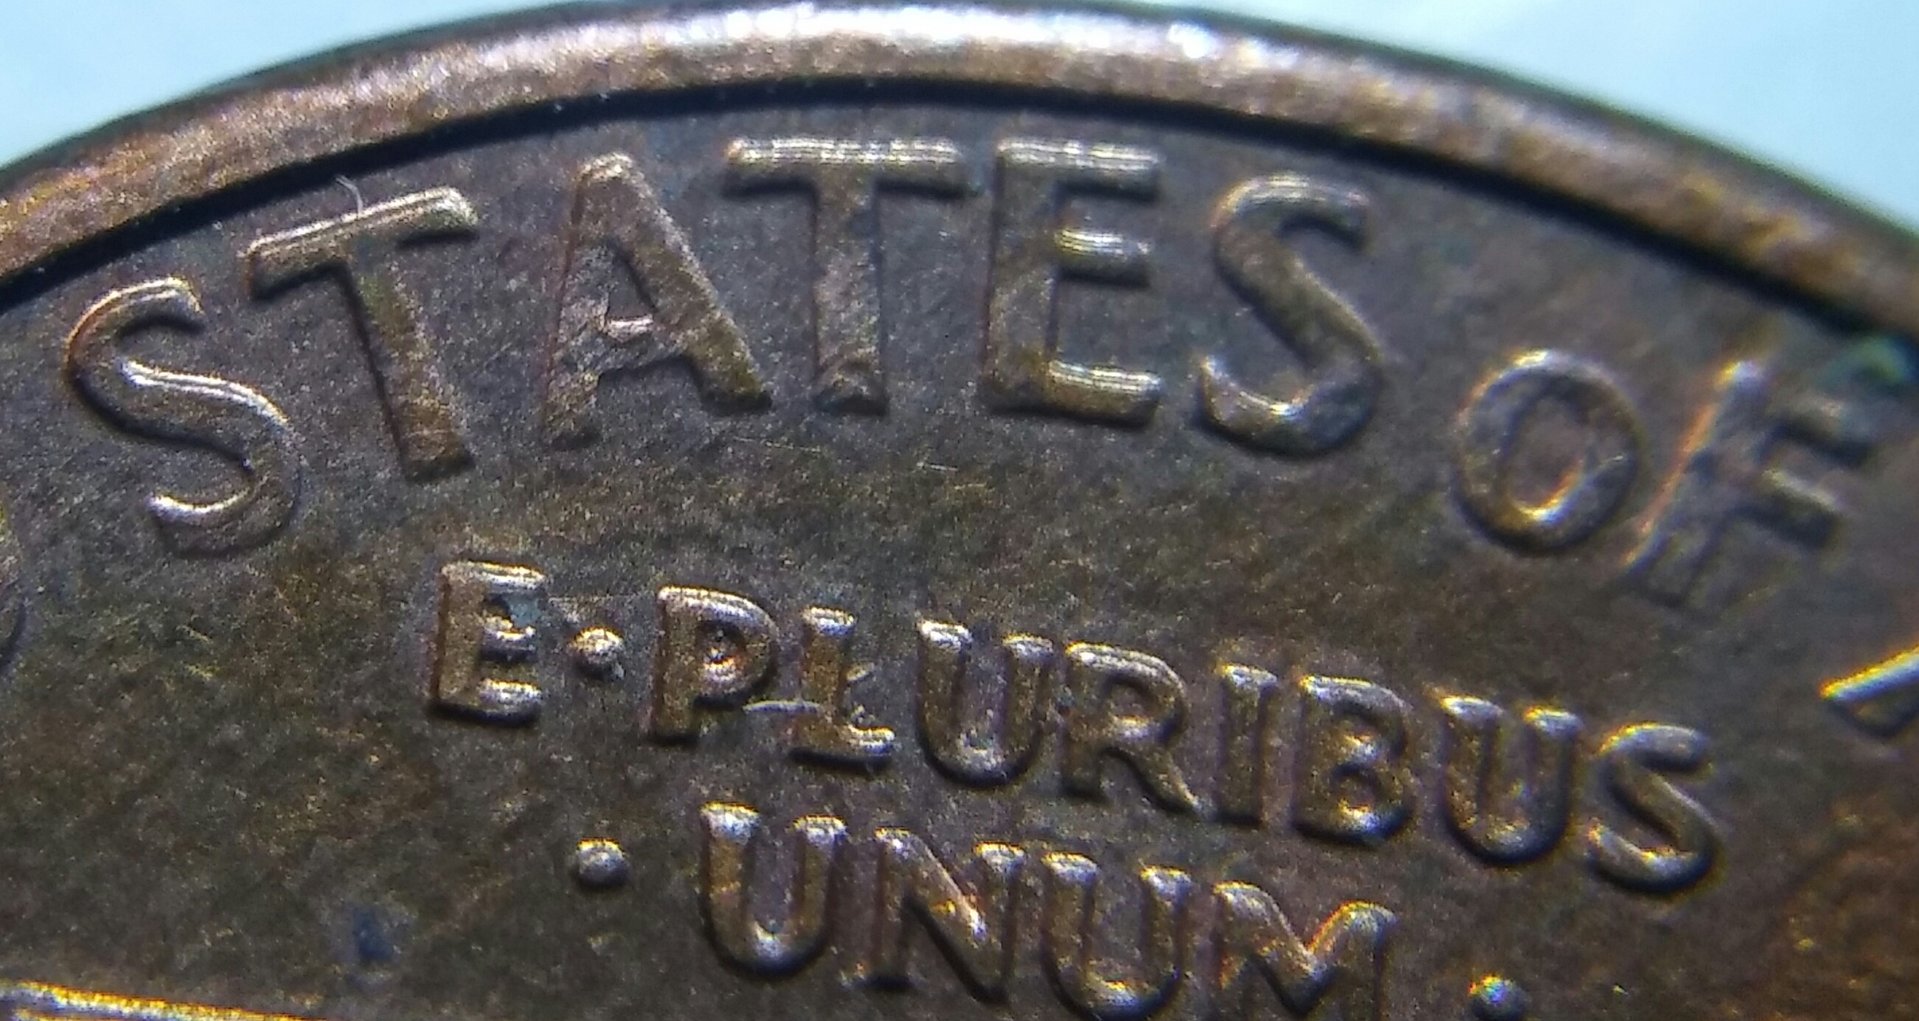 STATES OF
E·PLURIBUS
·UNUM·